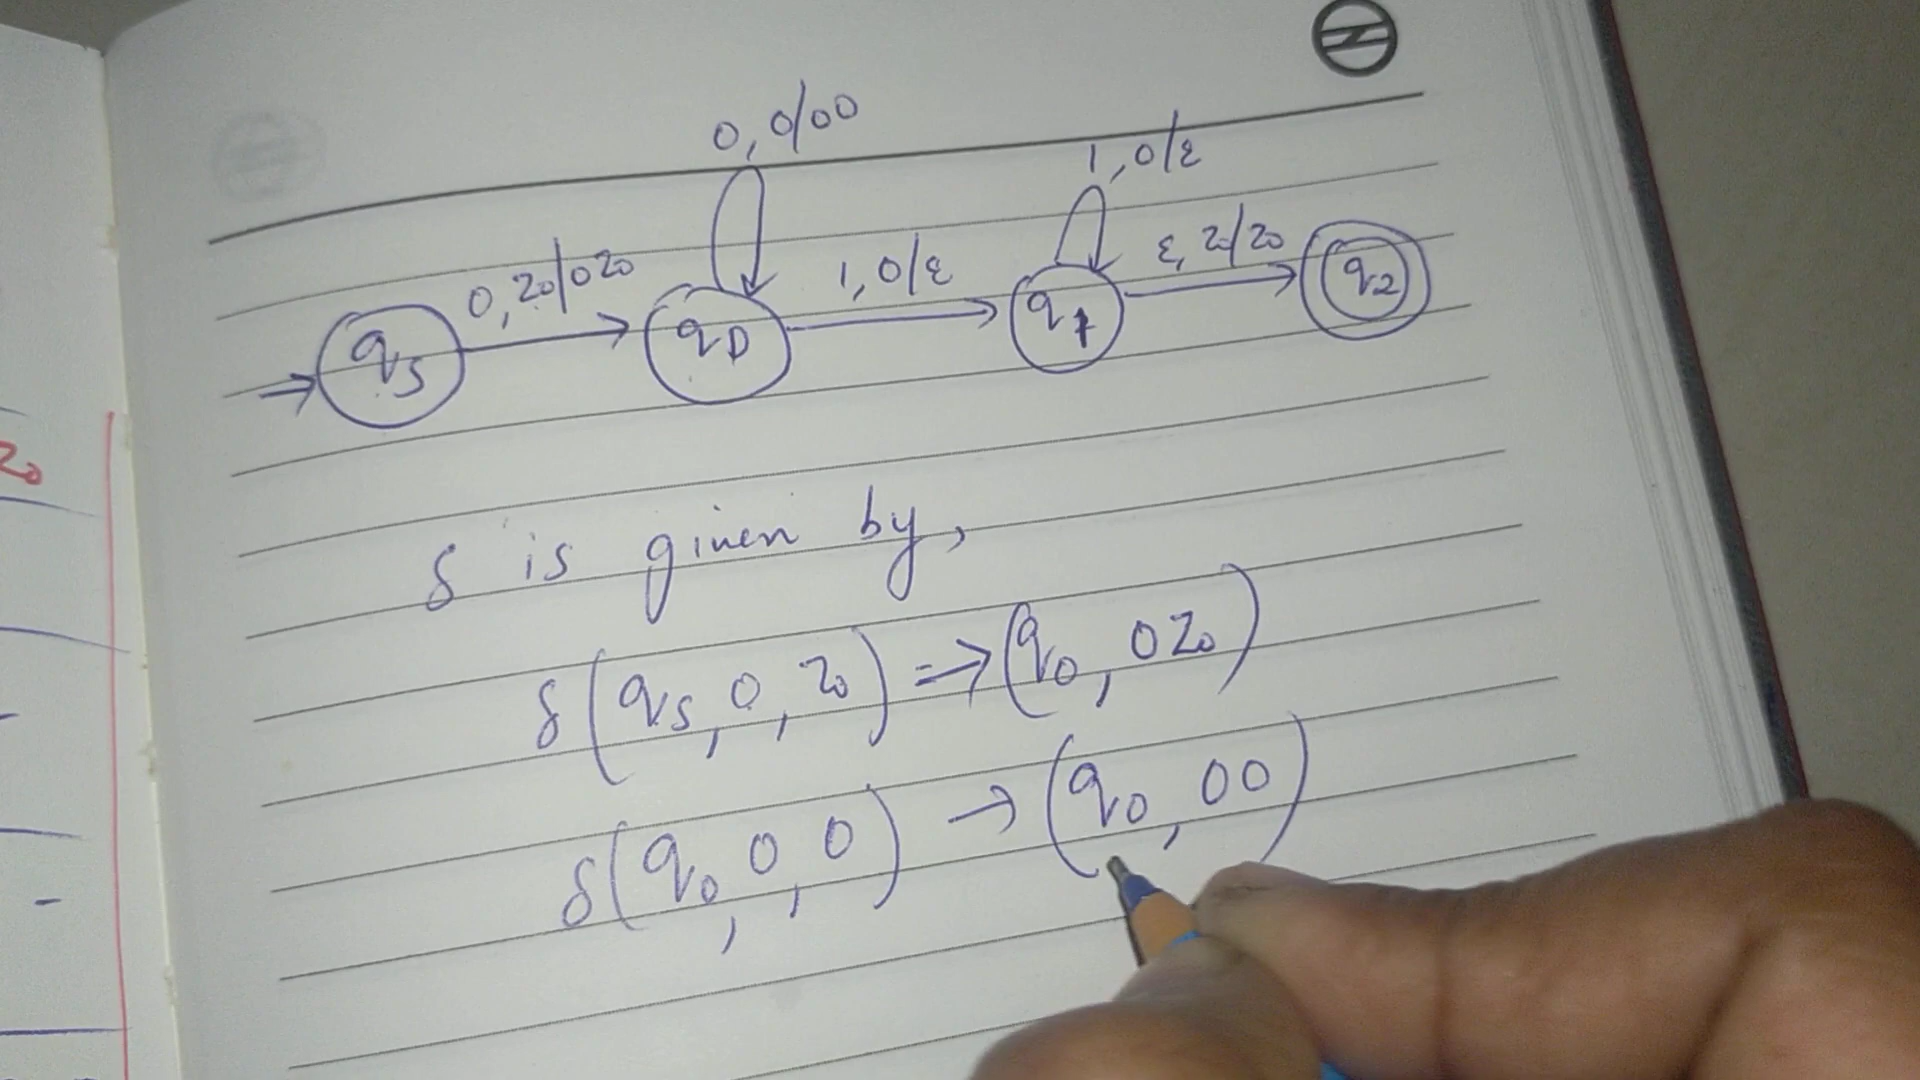 0, 0/00
1, 0/ε
0, z0/0z0
1, 0/ε
ε, z0/z0
qs
q0
q1
q2
δ is given by,
δ(qs, 0, z0) => (q0, 0z0)
δ(q0, 0, 0) → (q0, 00)
z0